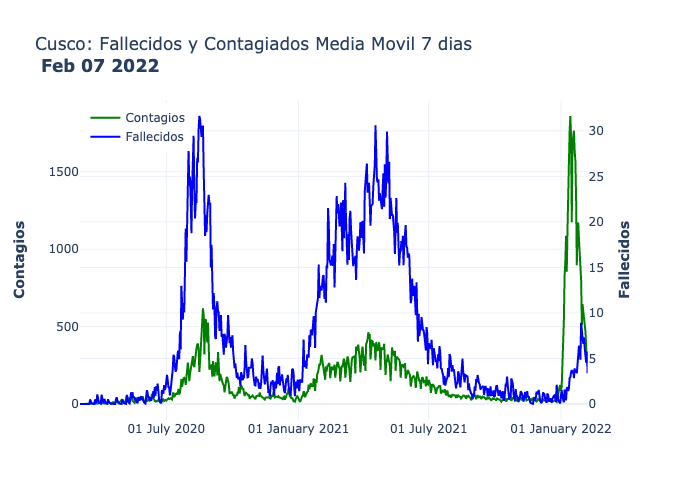 Cusco: Fallecidos y Contagiados Media Movil 7 dias
Feb 07 2022
Contagios
Fallecidos
1500
1000
500
0
30
25
20
15
10
5
0
Contagios
Fallecidos
01 July 2020
01 January 2021
01 July 2021
01 January 2022